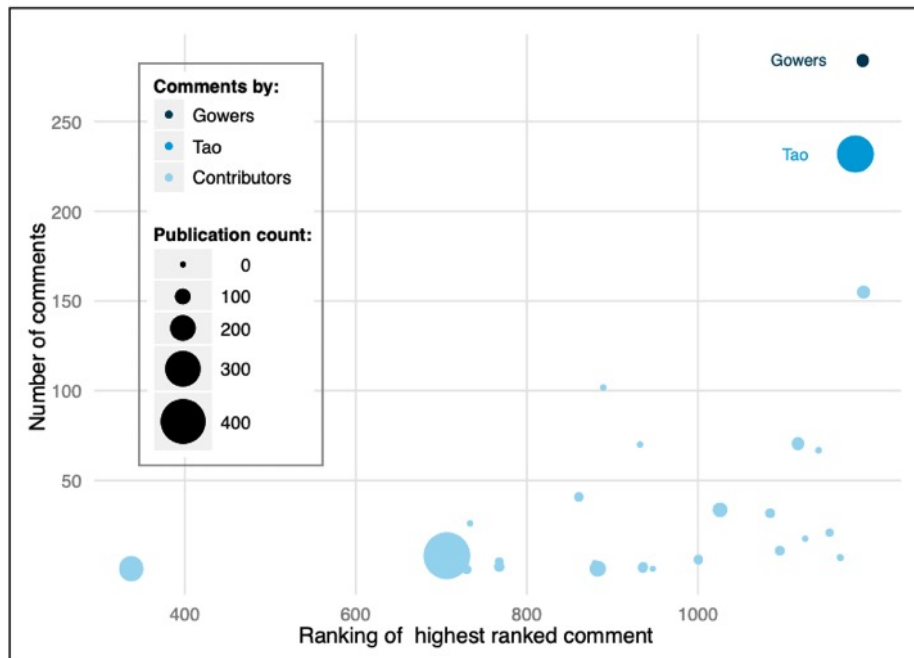 Gowers
Tao
Comments by:
Gowers
Tao
Contributors
Publication count:
0
100
200
300
400
Number of comments
250
200
150
100
50
400 600 800 1000
Ranking of highest ranked comment